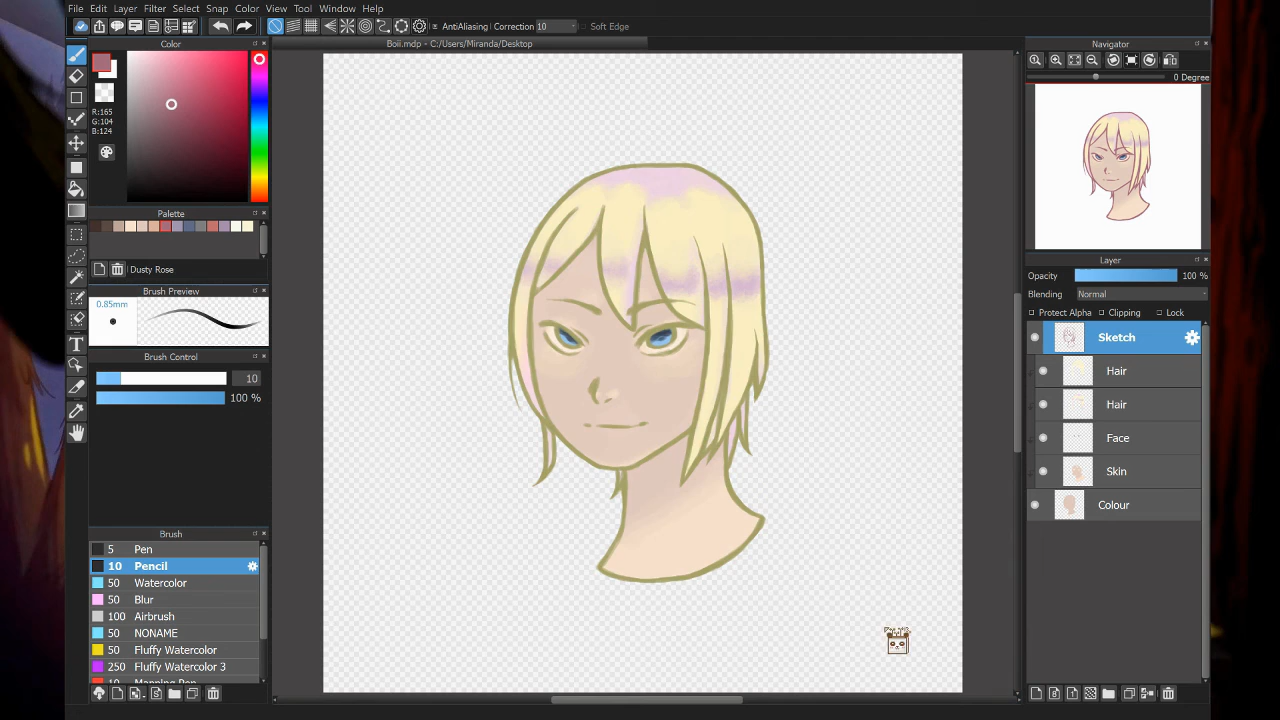 File Edit Layer Filter Select Snap Color View Tool Window Help
AntiAliasing Correction 10 Soft Edge
Color
Boii.mdp - C:/Users/Miranda/Desktop
Navigator
0 Degree
R:165
G:104
B:124
Palette
Dusty Rose
Brush Preview
0.85mm
Brush Control
10
100 %
Brush
5 Pen
10 Pencil
50 Watercolor
50 Blur
100 Airbrush
50 NONAME
50 Fluffy Watercolor
250 Fluffy Watercolor 3
10 Mapping Pen
Layer
Opacity 100 %
Blending Normal
Protect Alpha Clipping Lock
Sketch
Hair
Hair
Face
Skin
Colour